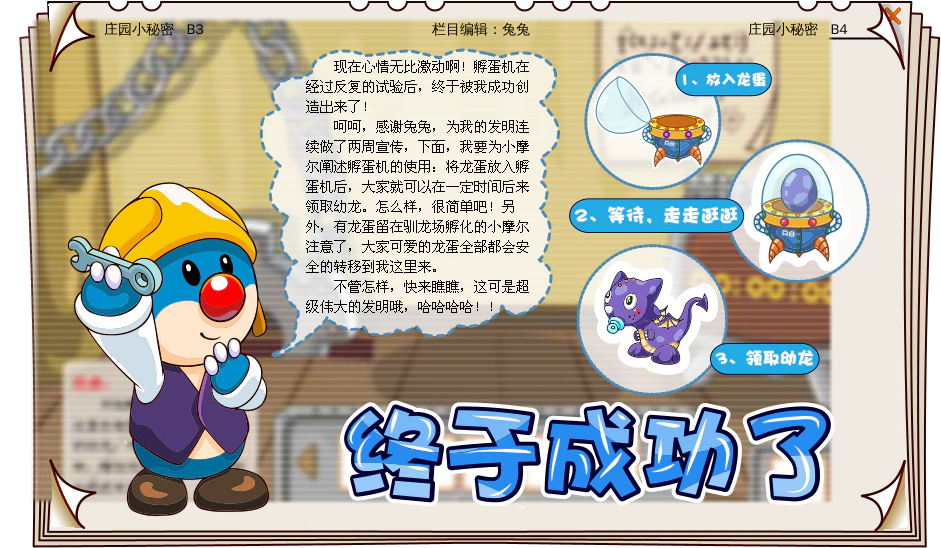 庄园小秘密 B3
栏目编辑：兔兔
庄园小秘密 B4
现在心情无比激动啊！孵蛋机在
经过反复的试验后，终于被我成功创
造出来了！
呵呵，感谢兔兔，为我的发明连
续做了两周宣传，下面，我要为小摩
尔阐述孵蛋机的使用：将龙蛋放入孵
蛋机后，大家就可以在一定时间后来
领取幼龙。怎么样，很简单吧！另
外，有龙蛋留在驯龙场孵化的小摩尔
注意了，大家可爱的龙蛋全部都会安
全的转移到我这里来。
不管怎样，快来瞧瞧，这可是超
级伟大的发明哦，哈哈哈哈！！
1、放入龙蛋
2、等待，走走逛逛
3、领取幼龙
终于成功了